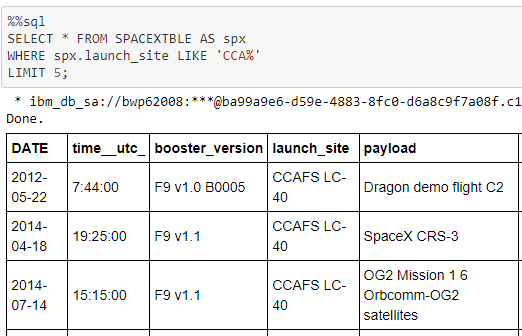 %%sql
SELECT * FROM SPACEXTBLE AS spx
WHERE spx.launch_site LIKE 'CCA%'
LIMIT 5;
* ibm_db_sa://bwp62008:***@ba99a9e6-d59e-4883-8fc0-d6a8c9f7a08f.c1
Done.
DATE time__utc_ booster_version launch_site payload
2012-
05-22 7:44:00 F9 v1.0 B0005 CCAFS LC-
40 Dragon demo flight C2
2014-
04-18 19:25:00 F9 v1.1 CCAFS LC-
40 SpaceX CRS-3
2014-
07-14 15:15:00 F9 v1.1 CCAFS LC-
40 OG2 Mission 1 6
Orbcomm-OG2
satellites